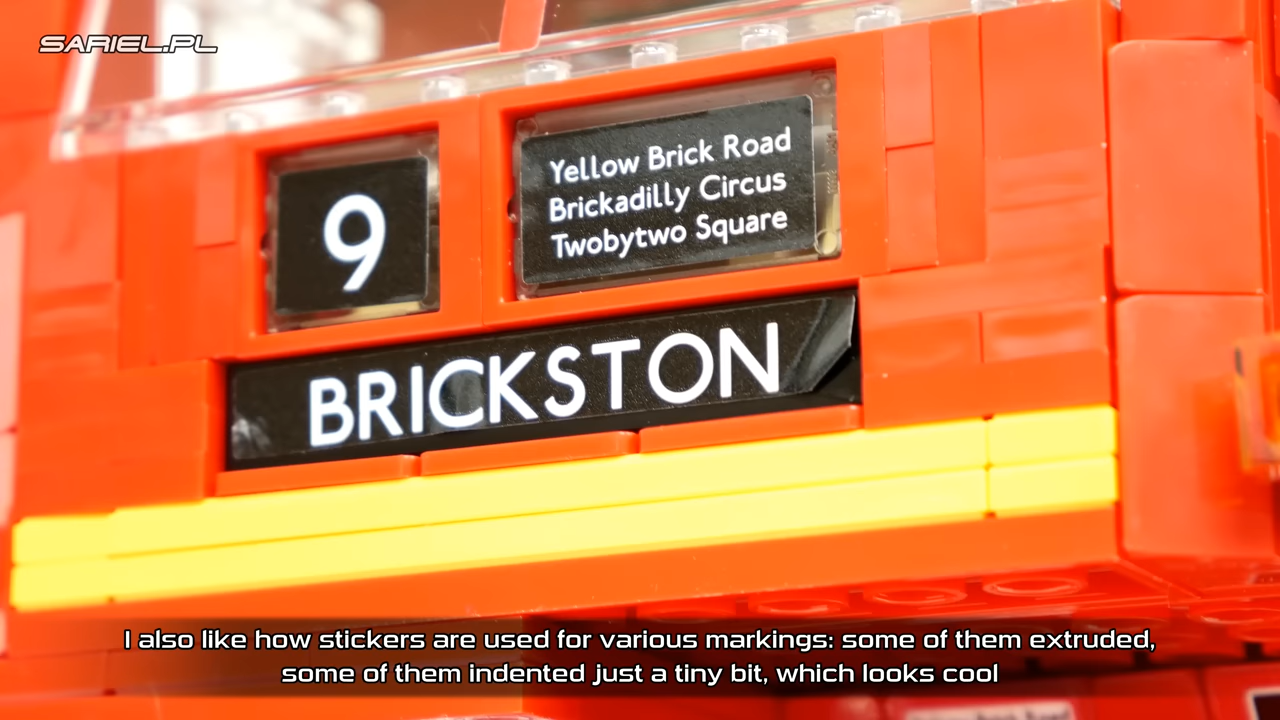 SARIEL.PL
9
Yellow Brick Road
Brickadilly Circus
Twobytwo Square
BRICKSTON
I also like how stickers are used for various markings: some of them extruded,
some of them indented just a tiny bit, which looks cool